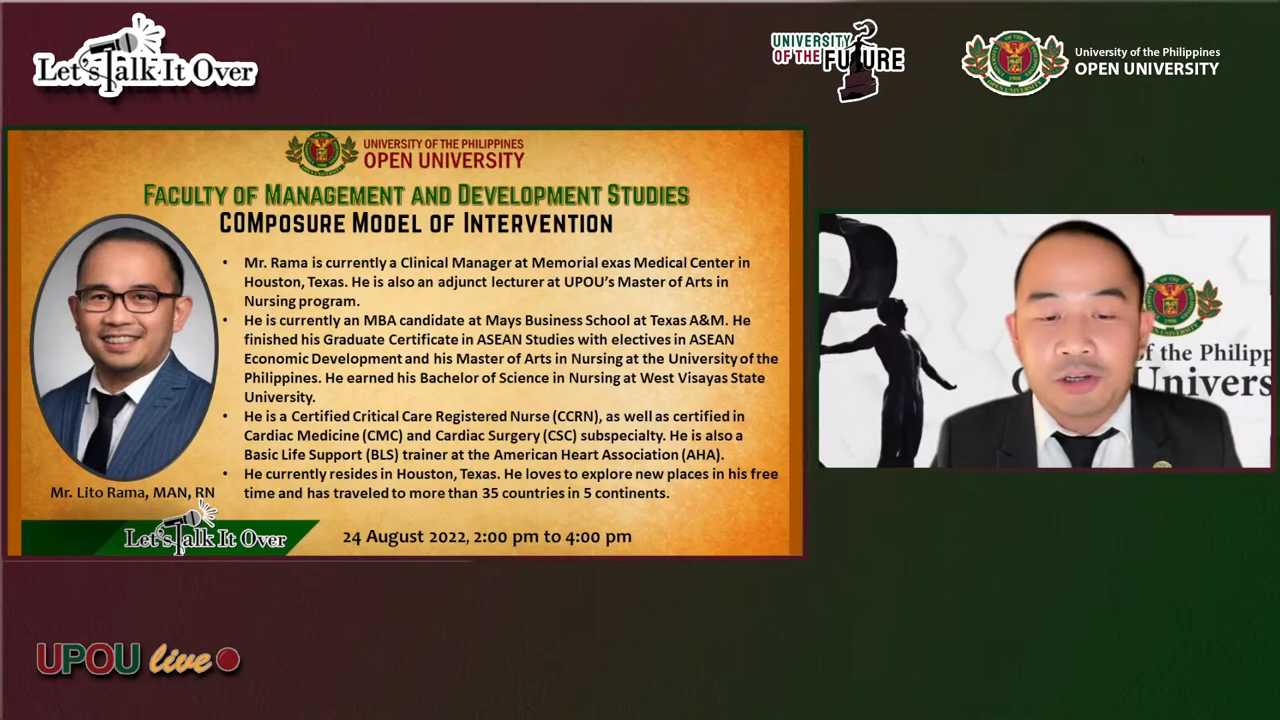 Let's Talk It Over
UNIVERSITY
OF THE FUTURE
University of the Philippines
OPEN UNIVERSITY
UNIVERSITY OF THE PHILIPPINES
OPEN UNIVERSITY
FACULTY OF MANAGEMENT AND DEVELOPMENT STUDIES
COMPOSURE MODEL OF INTERVENTION
• Mr. Rama is currently a Clinical Manager at Memorial exas Medical Center in
Houston, Texas. He is also an adjunct lecturer at UPOU's Master of Arts in
Nursing program.
• He is currently an MBA candidate at Mays Business School at Texas A&M. He
finished his Graduate Certificate in ASEAN Studies with electives in ASEAN
Economic Development and his Master of Arts in Nursing at the University of the
Philippines. He earned his Bachelor of Science in Nursing at West Visayas State
University.
• He is a Certified Critical Care Registered Nurse (CCRN), as well as certified in
Cardiac Medicine (CMC) and Cardiac Surgery (CSC) subspecialty. He is also a
Basic Life Support (BLS) trainer at the American Heart Association (AHA).
• He currently resides in Houston, Texas. He loves to explore new places in his free
time and has traveled to more than 35 countries in 5 continents.
Mr. Lito Rama, MAN, RN
Let's Talk It Over
24 August 2022, 2:00 pm to 4:00 pm
of the Philipp
Univers
UPOU live